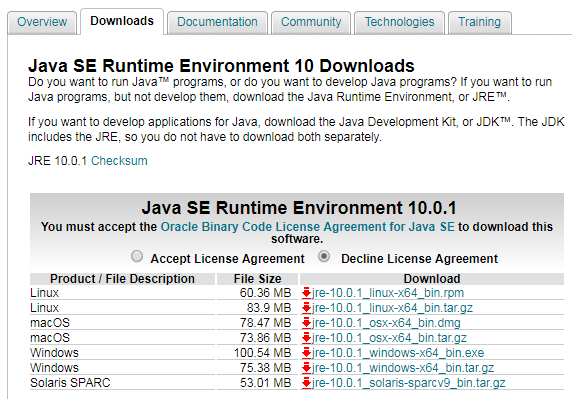 Overview Downloads Documentation Community Technologies Training
Java SE Runtime Environment 10 Downloads
Do you want to run Java™ programs, or do you want to develop Java programs? If you want to run
Java programs, but not develop them, download the Java Runtime Environment, or JRE™.
If you want to develop applications for Java, download the Java Development Kit, or JDK™. The JDK
includes the JRE, so you do not have to download both separately.
JRE 10.0.1 Checksum
Java SE Runtime Environment 10.0.1
You must accept the Oracle Binary Code License Agreement for Java SE to download this
software.
Accept License Agreement Decline License Agreement
Product / File Description File Size Download
Linux 60.36 MB jre-10.0.1_linux-x64_bin.rpm
Linux 83.9 MB jre-10.0.1_linux-x64_bin.tar.gz
macOS 78.47 MB jre-10.0.1_osx-x64_bin.dmg
macOS 73.86 MB jre-10.0.1_osx-x64_bin.tar.gz
Windows 100.54 MB jre-10.0.1_windows-x64_bin.exe
Windows 75.38 MB jre-10.0.1_windows-x64_bin.tar.gz
Solaris SPARC 53.01 MB jre-10.0.1_solaris-sparcv9_bin.tar.gz